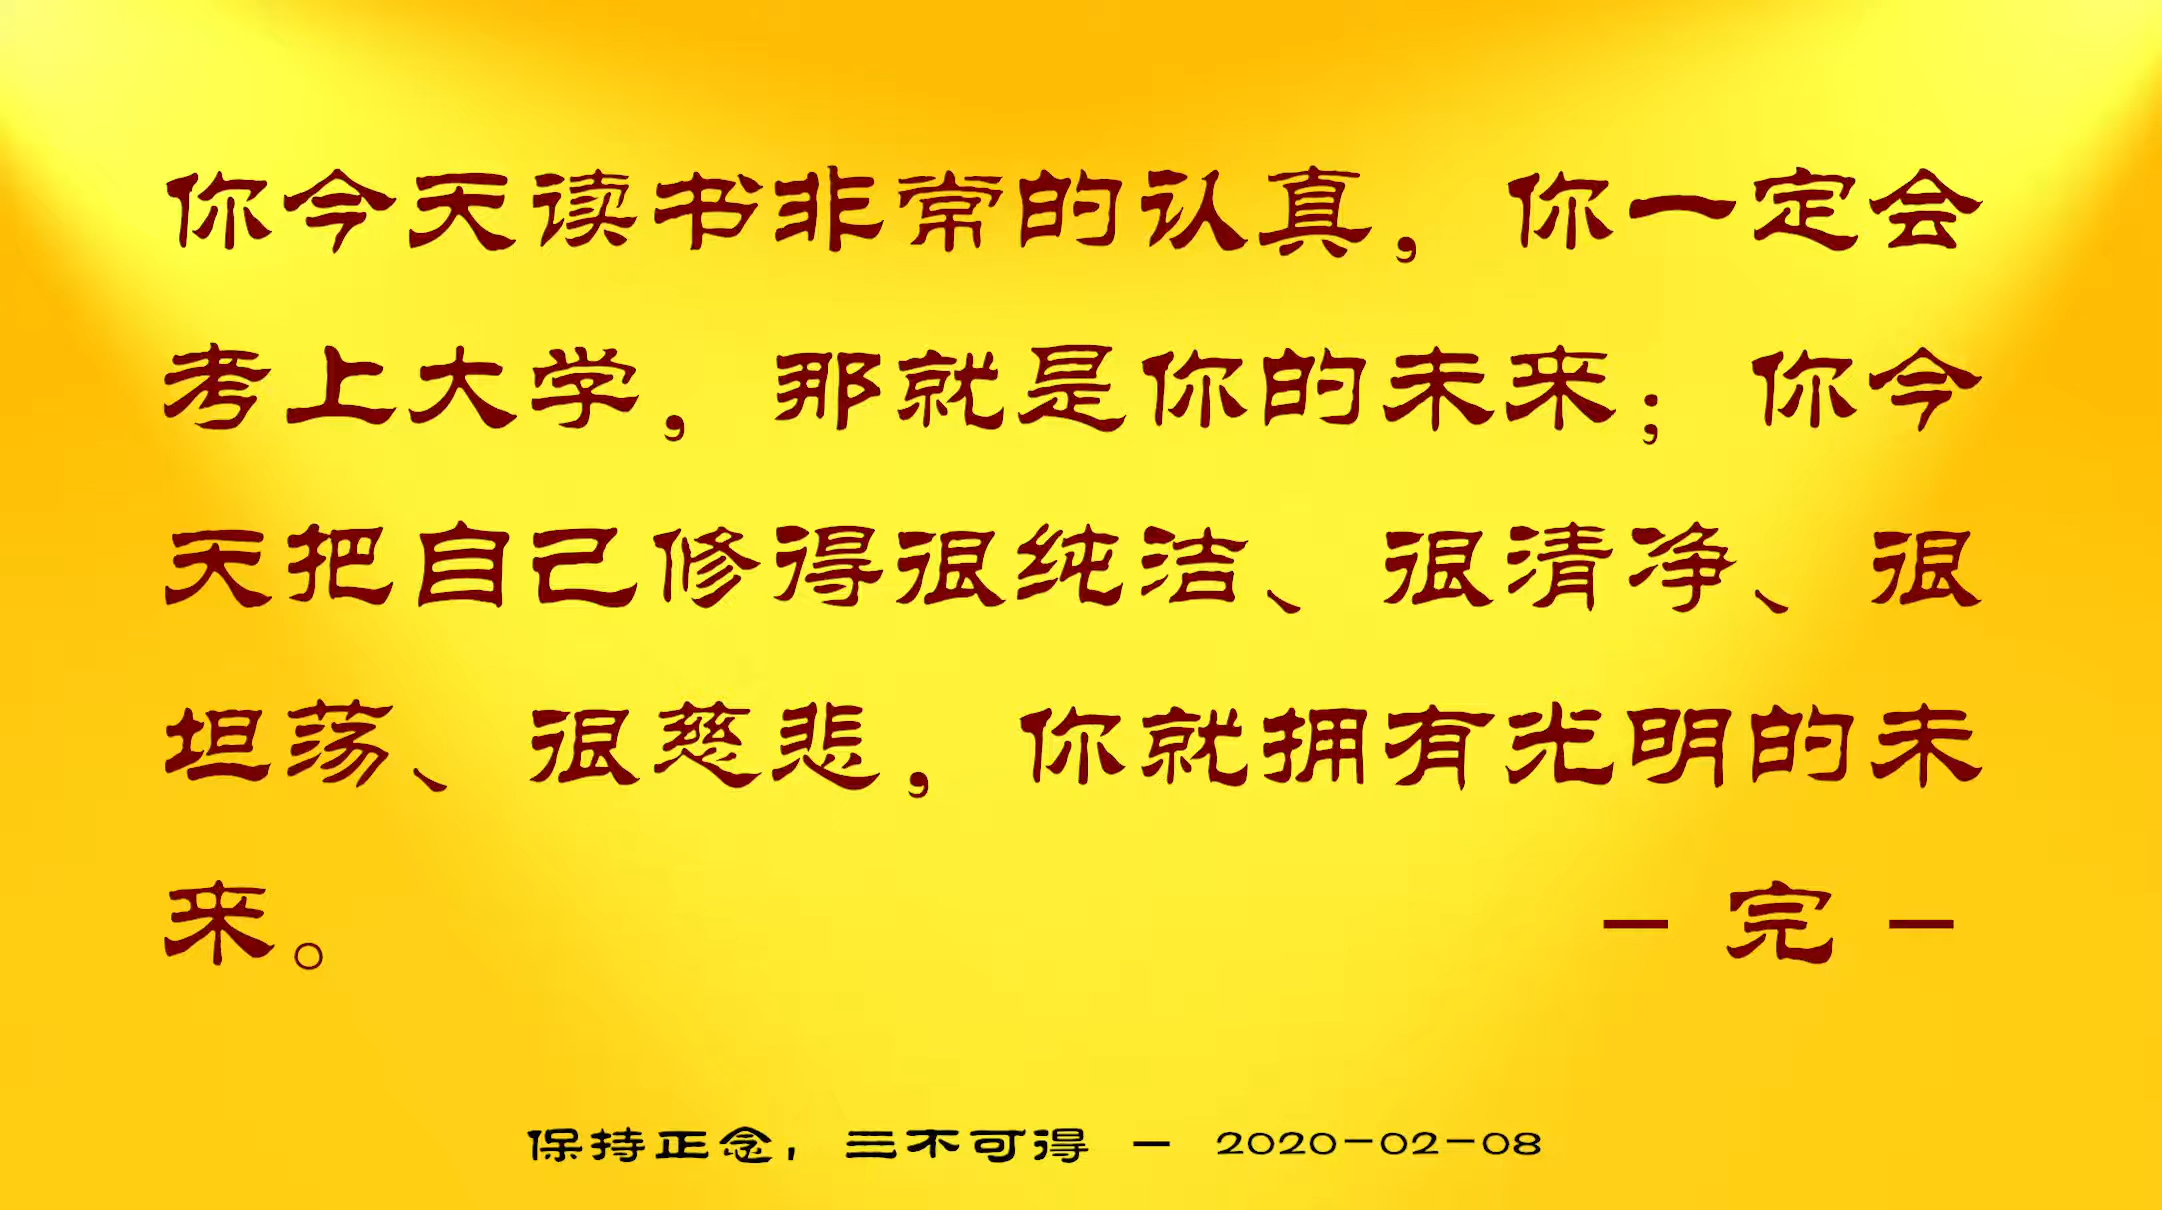 你今天读书非常的认真，你一定会
考上大学，那就是你的未来；你今
天把自己修得很纯洁、很清净、很
坦荡、很慈悲，你就拥有光明的未
来。 － 完 －
保持正念，三不可得 － 2020-02-08